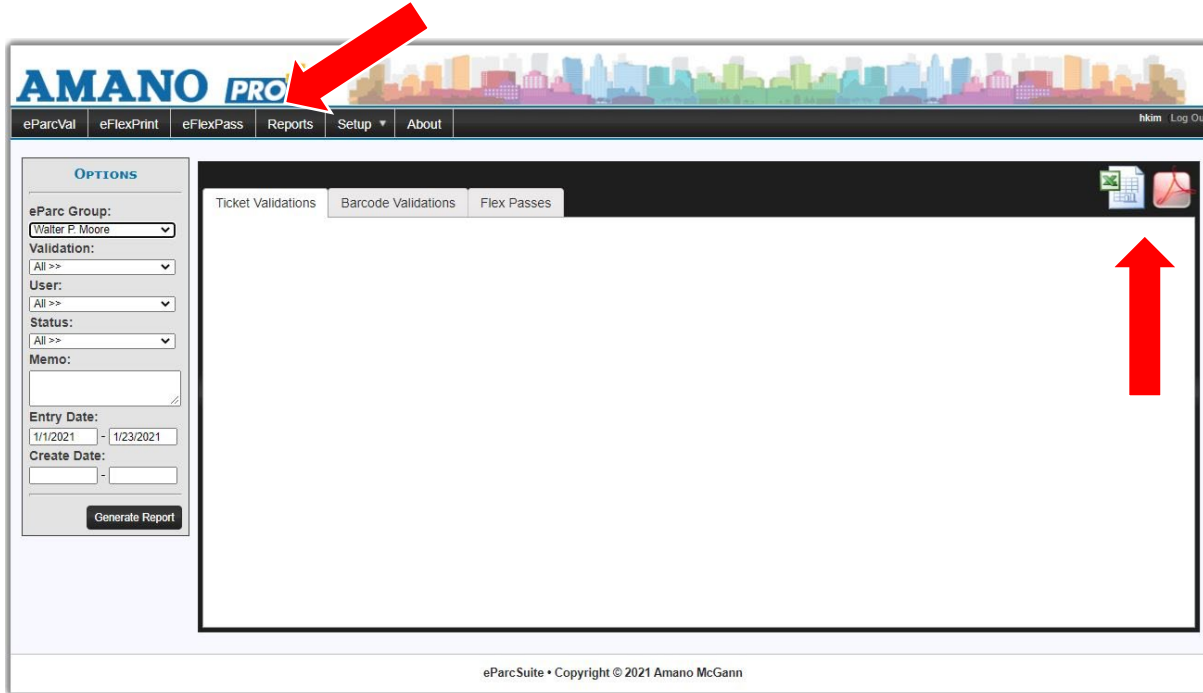 AMANO PRO
eParcVal eFlexPrint eFlexPass Reports Setup About
hkim Log Ou
OPTIONS
eParc Group:
Walter P. Moore
Validation:
All >>
User:
All >>
Status:
All >>
Memo:
Entry Date:
1/1/2021 - 1/23/2021
Create Date:
-
Generate Report
Ticket Validations Barcode Validations Flex Passes
eParcSuite • Copyright © 2021 Amano McGann